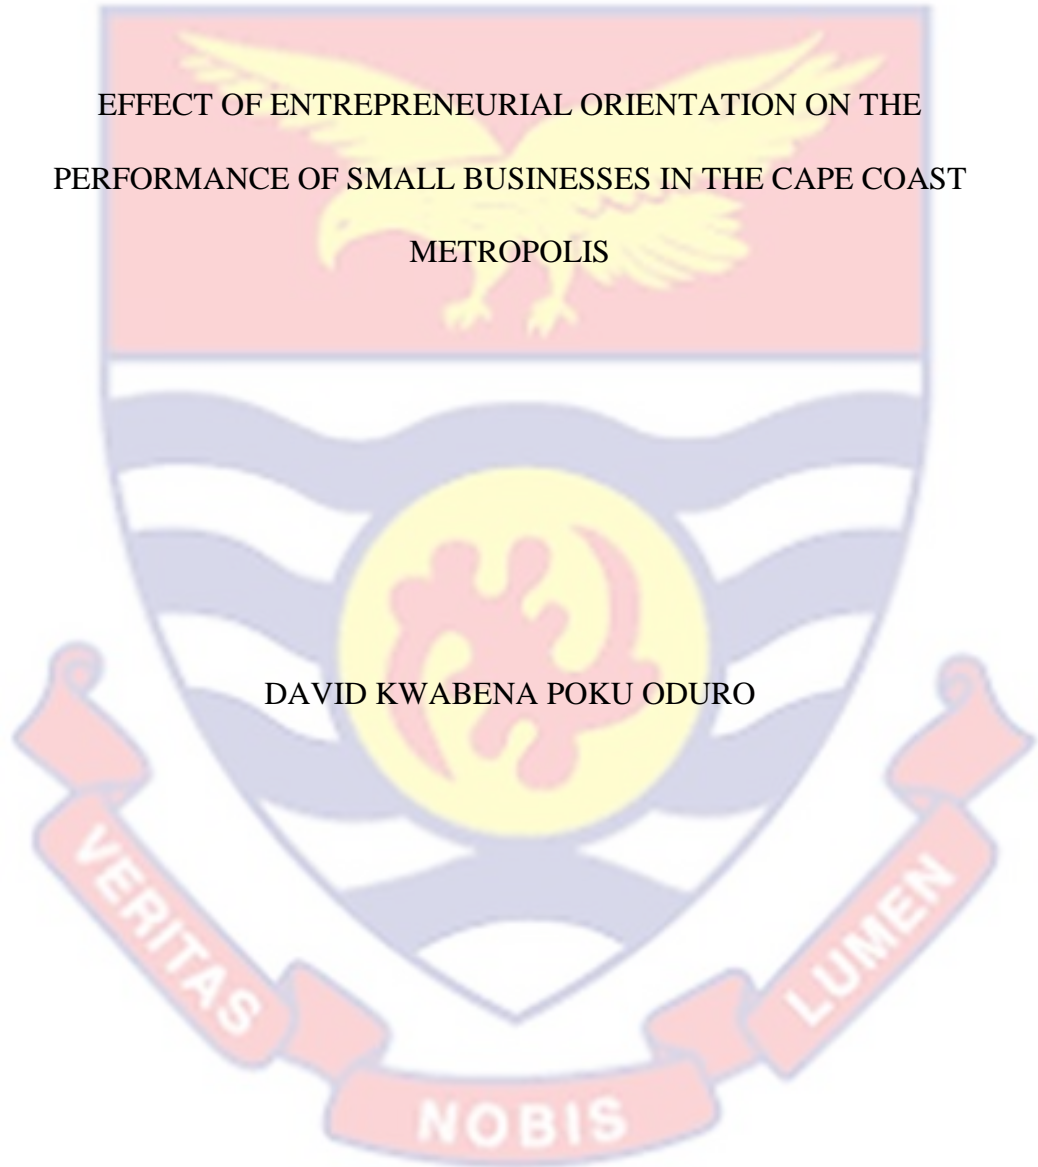 EFFECT OF ENTREPRENEURIAL ORIENTATION ON THE
PERFORMANCE OF SMALL BUSINESSES IN THE CAPE COAST
METROPOLIS
DAVID KWABENA POKU ODURO
VERITAS
NOBIS
LUMEN